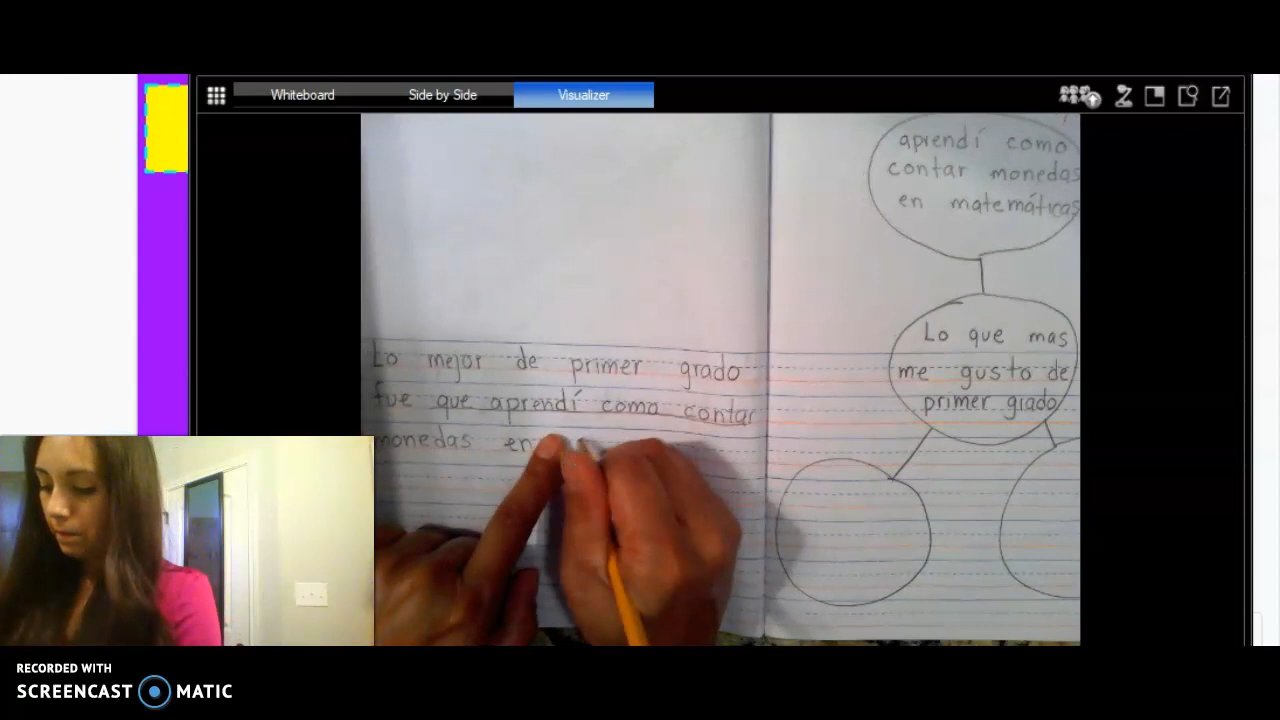 Whiteboard
Side by Side
Visualizer
aprendí como
contar monedas
en matemáticas
Lo que mas
me gusto de
primer grado
Lo mejor de primer grado
fue que aprendí como contar
monedas en
RECORDED WITH
SCREENCAST MATIC